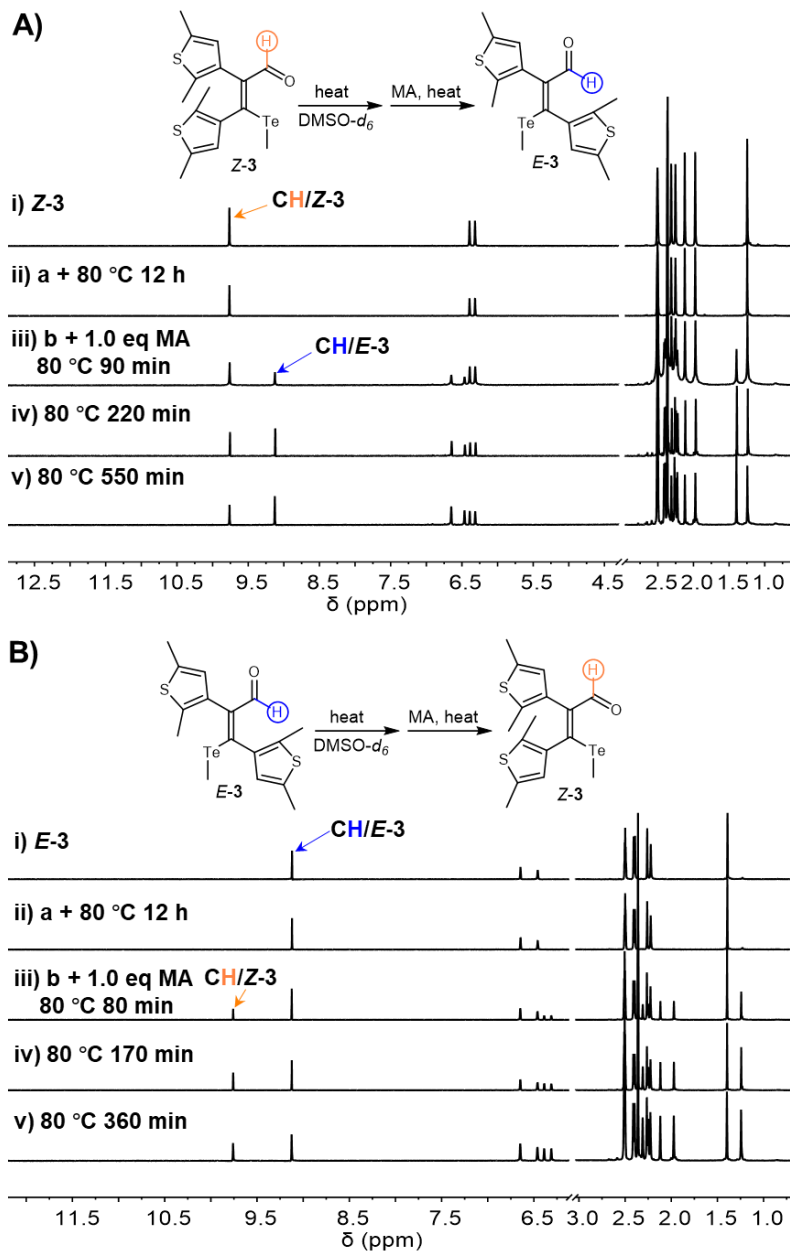 A)
H
O
S
S
Te
Z-3
heat
DMSO-d6
MA, heat
O
H
S
Te
S
E-3
i) Z-3
CH/Z-3
ii) a + 80 °C 12 h
iii) b + 1.0 eq MA
80 °C 90 min
CH/E-3
iv) 80 °C 220 min
v) 80 °C 550 min
12.5 11.5 10.5 9.5 8.5 7.5 6.5 5.5 4.5 2.5 2.0 1.5 1.0
δ (ppm)
B)
O
H
S
Te
S
E-3
heat
DMSO-d6
MA, heat
H
O
S
S
Te
Z-3
i) E-3
CH/E-3
ii) a + 80 °C 12 h
iii) b + 1.0 eq MA
80 °C 80 min
CH/Z-3
iv) 80 °C 170 min
v) 80 °C 360 min
11.5 10.5 9.5 8.5 7.5 6.5 3.0 2.5 2.0 1.5 1.0
δ (ppm)